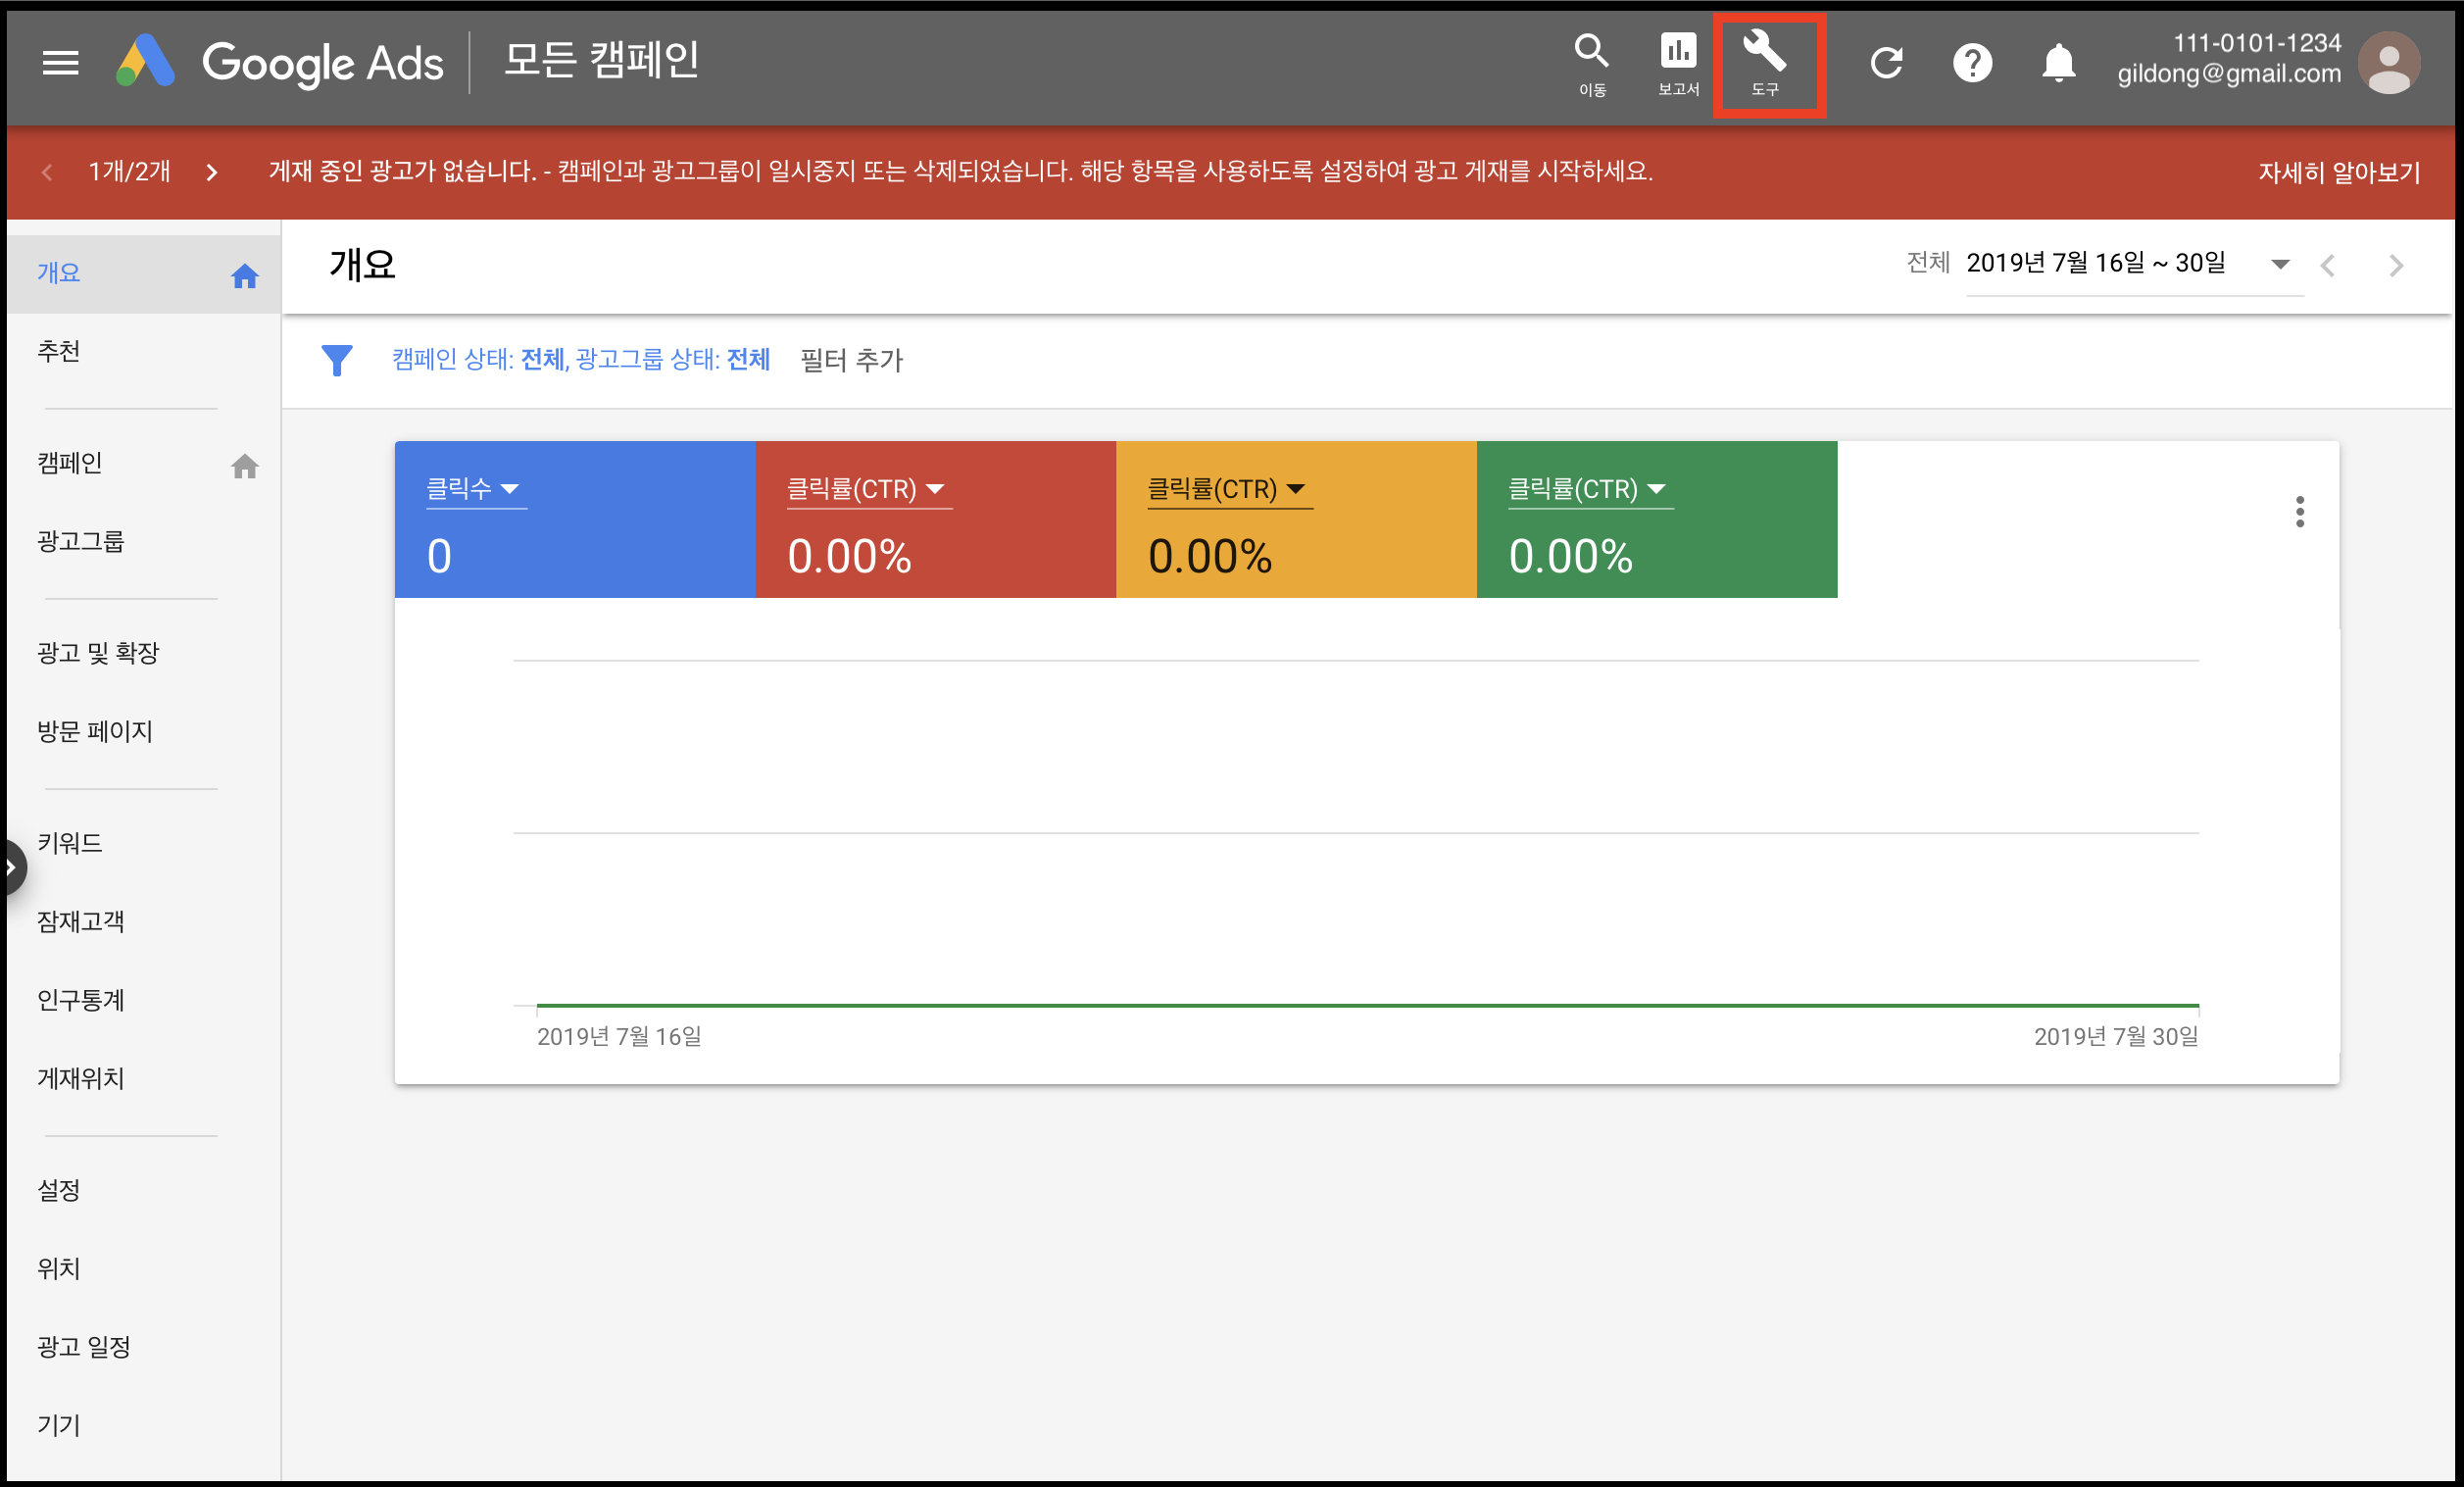 Google Ads
모든 캠페인
이동
보고서
도구
111-0101-1234
gildong@gmail.com
1개/2개
게재 중인 광고가 없습니다. - 캠페인과 광고그룹이 일시중지 또는 삭제되었습니다. 해당 항목을 사용하도록 설정하여 광고 게재를 시작하세요.
자세히 알아보기
개요
추천
캠페인
광고그룹
광고 및 확장
방문 페이지
키워드
잠재고객
인구통계
게재위치
설정
위치
광고 일정
기기
개요
전체 2019년 7월 16일 ~ 30일
캠페인 상태: 전체, 광고그룹 상태: 전체 필터 추가
클릭수
0
클릭률(CTR)
0.00%
클릭률(CTR)
0.00%
클릭률(CTR)
0.00%
2019년 7월 16일
2019년 7월 30일